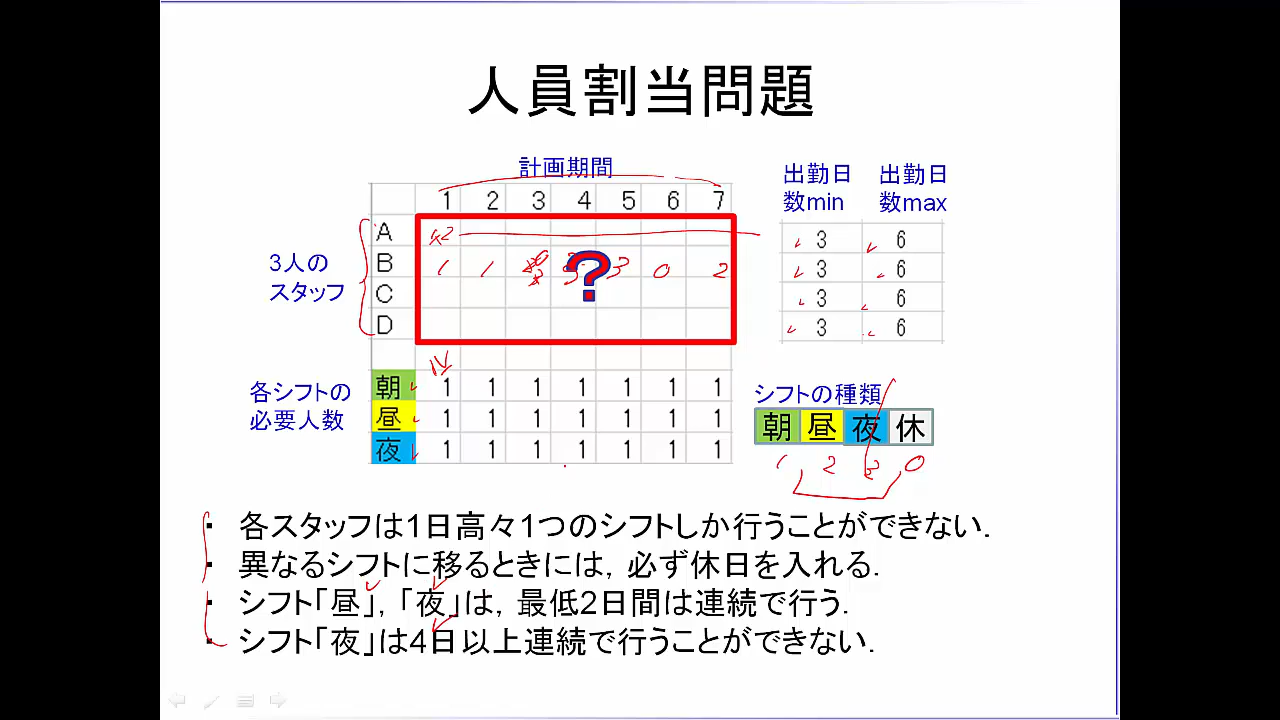 人員割当問題
計画期間
出勤日 出勤日
数min 数max
1 2 3 4 5 6 7
A 3 6
B 3 6
C 3 6
D 3 6
3人の
スタッフ
1 1 3 0 2
?
各シフトの
必要人数
朝 1 1 1 1 1 1 1
昼 1 1 1 1 1 1 1
夜 1 1 1 1 1 1 1
シフトの種類
朝 昼 夜 休
1 2 3 0
・各スタッフは1日高々1つのシフトしか行うことができない.
・異なるシフトに移るときには, 必ず休日を入れる.
・シフト「昼」, 「夜」は, 最低2日間は連続で行う.
・シフト「夜」は4日以上連続で行うことができない.